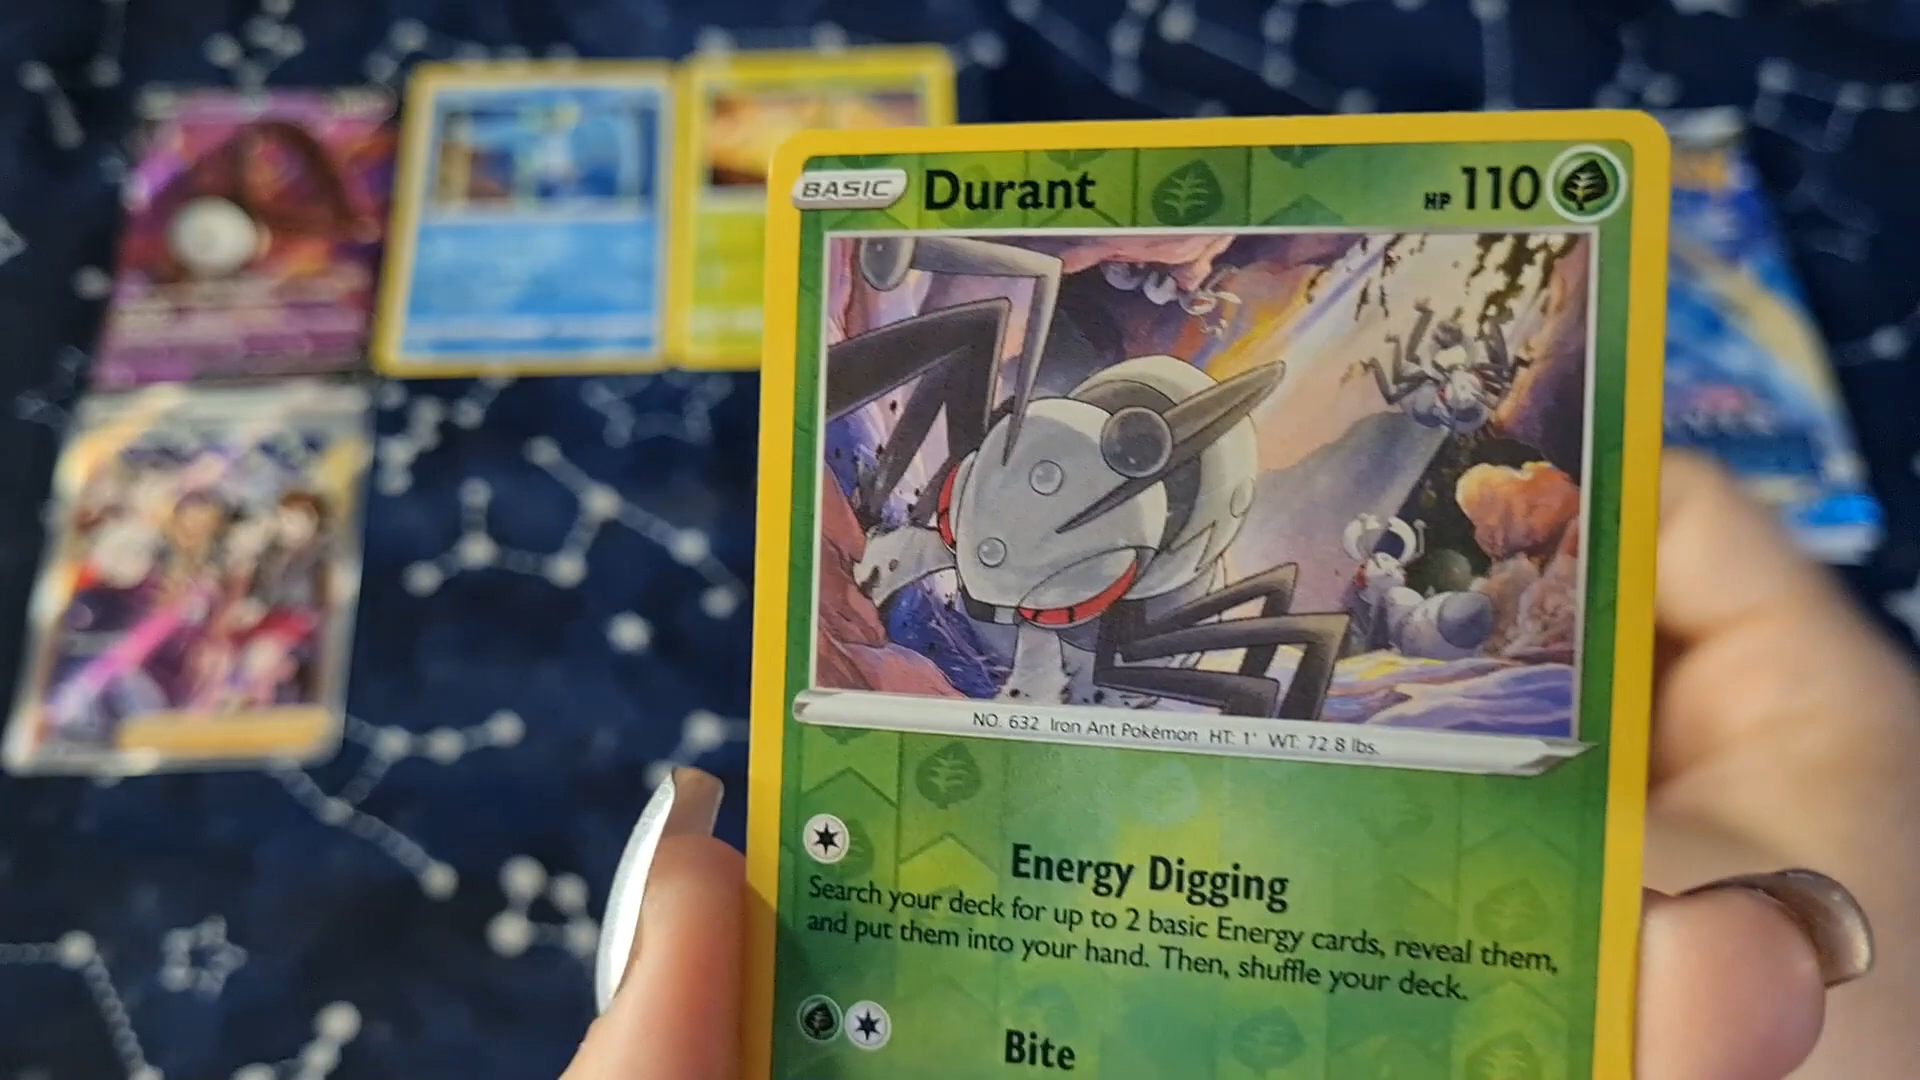 BASIC Durant HP 110
NO. 632 Iron Ant Pokémon HT: 1' WT: 72.8 lbs.
Energy Digging
Search your deck for up to 2 basic Energy cards, reveal them,
and put them into your hand. Then, shuffle your deck.
Bite